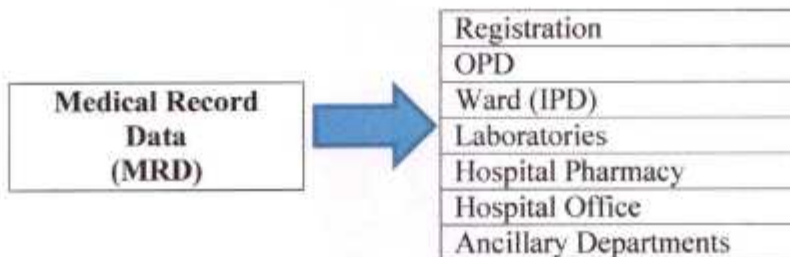 Medical Record
Data
(MRD)
Registration
OPD
Ward (IPD)
Laboratories
Hospital Pharmacy
Hospital Office
Ancillary Departments